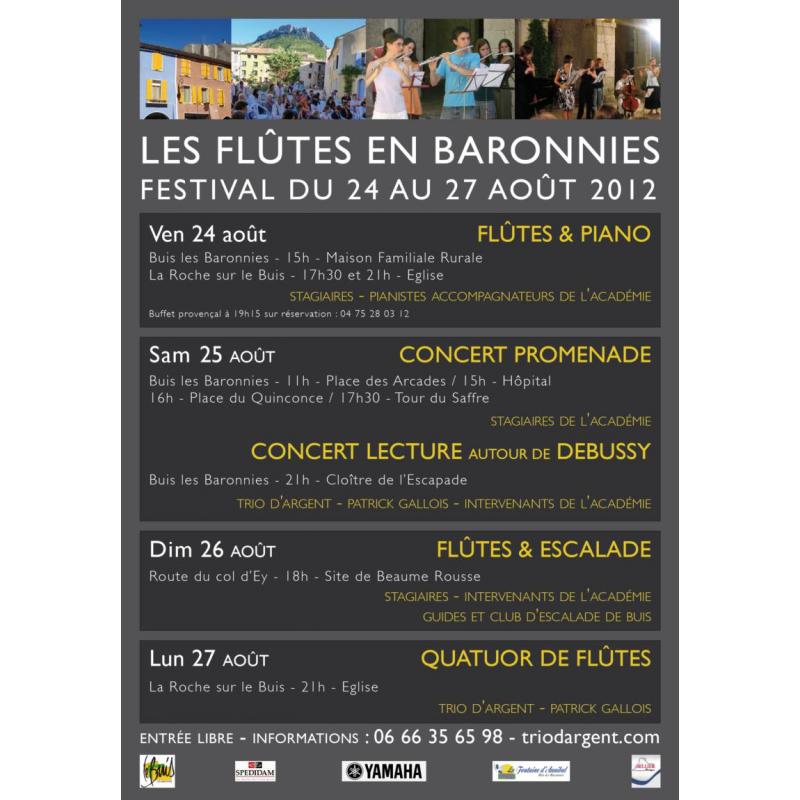 LES FLÛTES EN BARONNIES
FESTIVAL DU 24 AU 27 AOÛT 2012
Ven 24 août FLÛTES & PIANO
Buis les Baronnies - 15h - Maison Familiale Rurale
La Roche sur le Buis - 17h30 et 21h - Eglise
STAGIAIRES - PIANISTES ACCOMPAGNATEURS DE L'ACADÉMIE
Buffet provençal à 19h15 sur réservation : 04 75 28 03 12
Sam 25 AOÛT CONCERT PROMENADE
Buis les Baronnies - 11h - Place des Arcades / 15h - Hôpital
16h - Place du Quinconce / 17h30 - Tour du Saffre
STAGIAIRES DE L'ACADÉMIE
CONCERT LECTURE AUTOUR DE DEBUSSY
Buis les Baronnies - 21h - Cloître de l'Escapade
TRIO D'ARGENT - PATRICK GALLOIS - INTERVENANTS DE L'ACADÉMIE
Dim 26 AOÛT FLÛTES & ESCALADE
Route du col d'Ey - 18h - Site de Beaume Rousse
STAGIAIRES - INTERVENANTS DE L'ACADÉMIE
GUIDES ET CLUB D'ESCALADE DE BUIS
Lun 27 AOÛT QUATUOR DE FLÛTES
La Roche sur le Buis - 21h - Eglise
TRIO D'ARGENT - PATRICK GALLOIS
ENTRÉE LIBRE - INFORMATIONS : 06 66 35 65 98 - triodargent.com
Buis SPEDIDAM YAMAHA La Fontaine d'Annibal